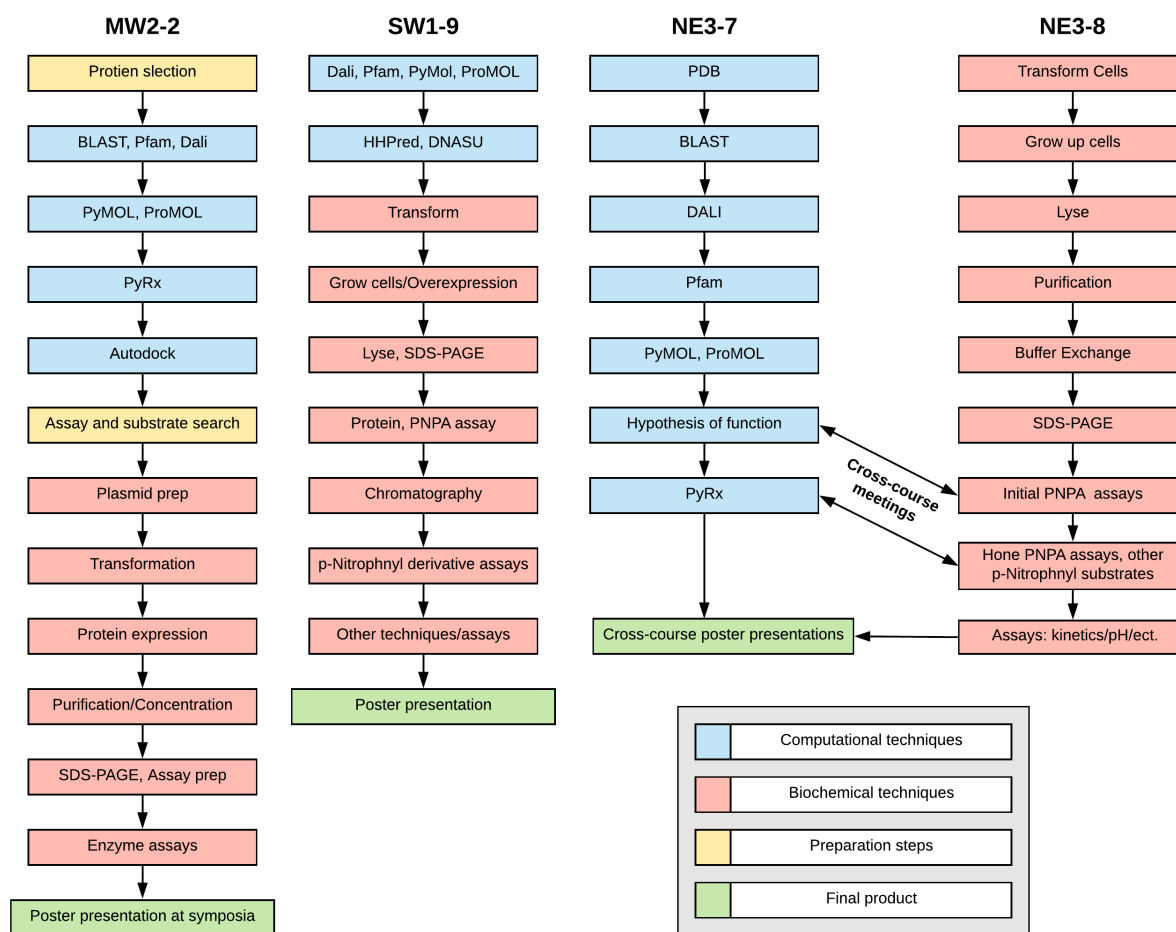 MW2-2
Protien slection
BLAST, Pfam, Dali
PyMOL, ProMOL
PyRx
Autodock
Assay and substrate search
Plasmid prep
Transformation
Protein expression
Purification/Concentration
SDS-PAGE, Assay prep
Enzyme assays
Poster presentation at symposia
SW1-9
Dali, Pfam, PyMol, ProMOL
HHPred, DNASU
Transform
Grow cells/Overexpression
Lyse, SDS-PAGE
Protein, PNPA assay
Chromatography
p-Nitrophnyl derivative assays
Other techniques/assays
Poster presentation
NE3-7
PDB
BLAST
DALI
Pfam
PyMOL, ProMOL
Hypothesis of function
PyRx
Cross-course poster presentations
Cross-course
meetings
NE3-8
Transform Cells
Grow up cells
Lyse
Purification
Buffer Exchange
SDS-PAGE
Initial PNPA assays
Hone PNPA assays, other
p-Nitrophnyl substrates
Assays: kinetics/pH/ect.
Computational techniques
Biochemical techniques
Preparation steps
Final product